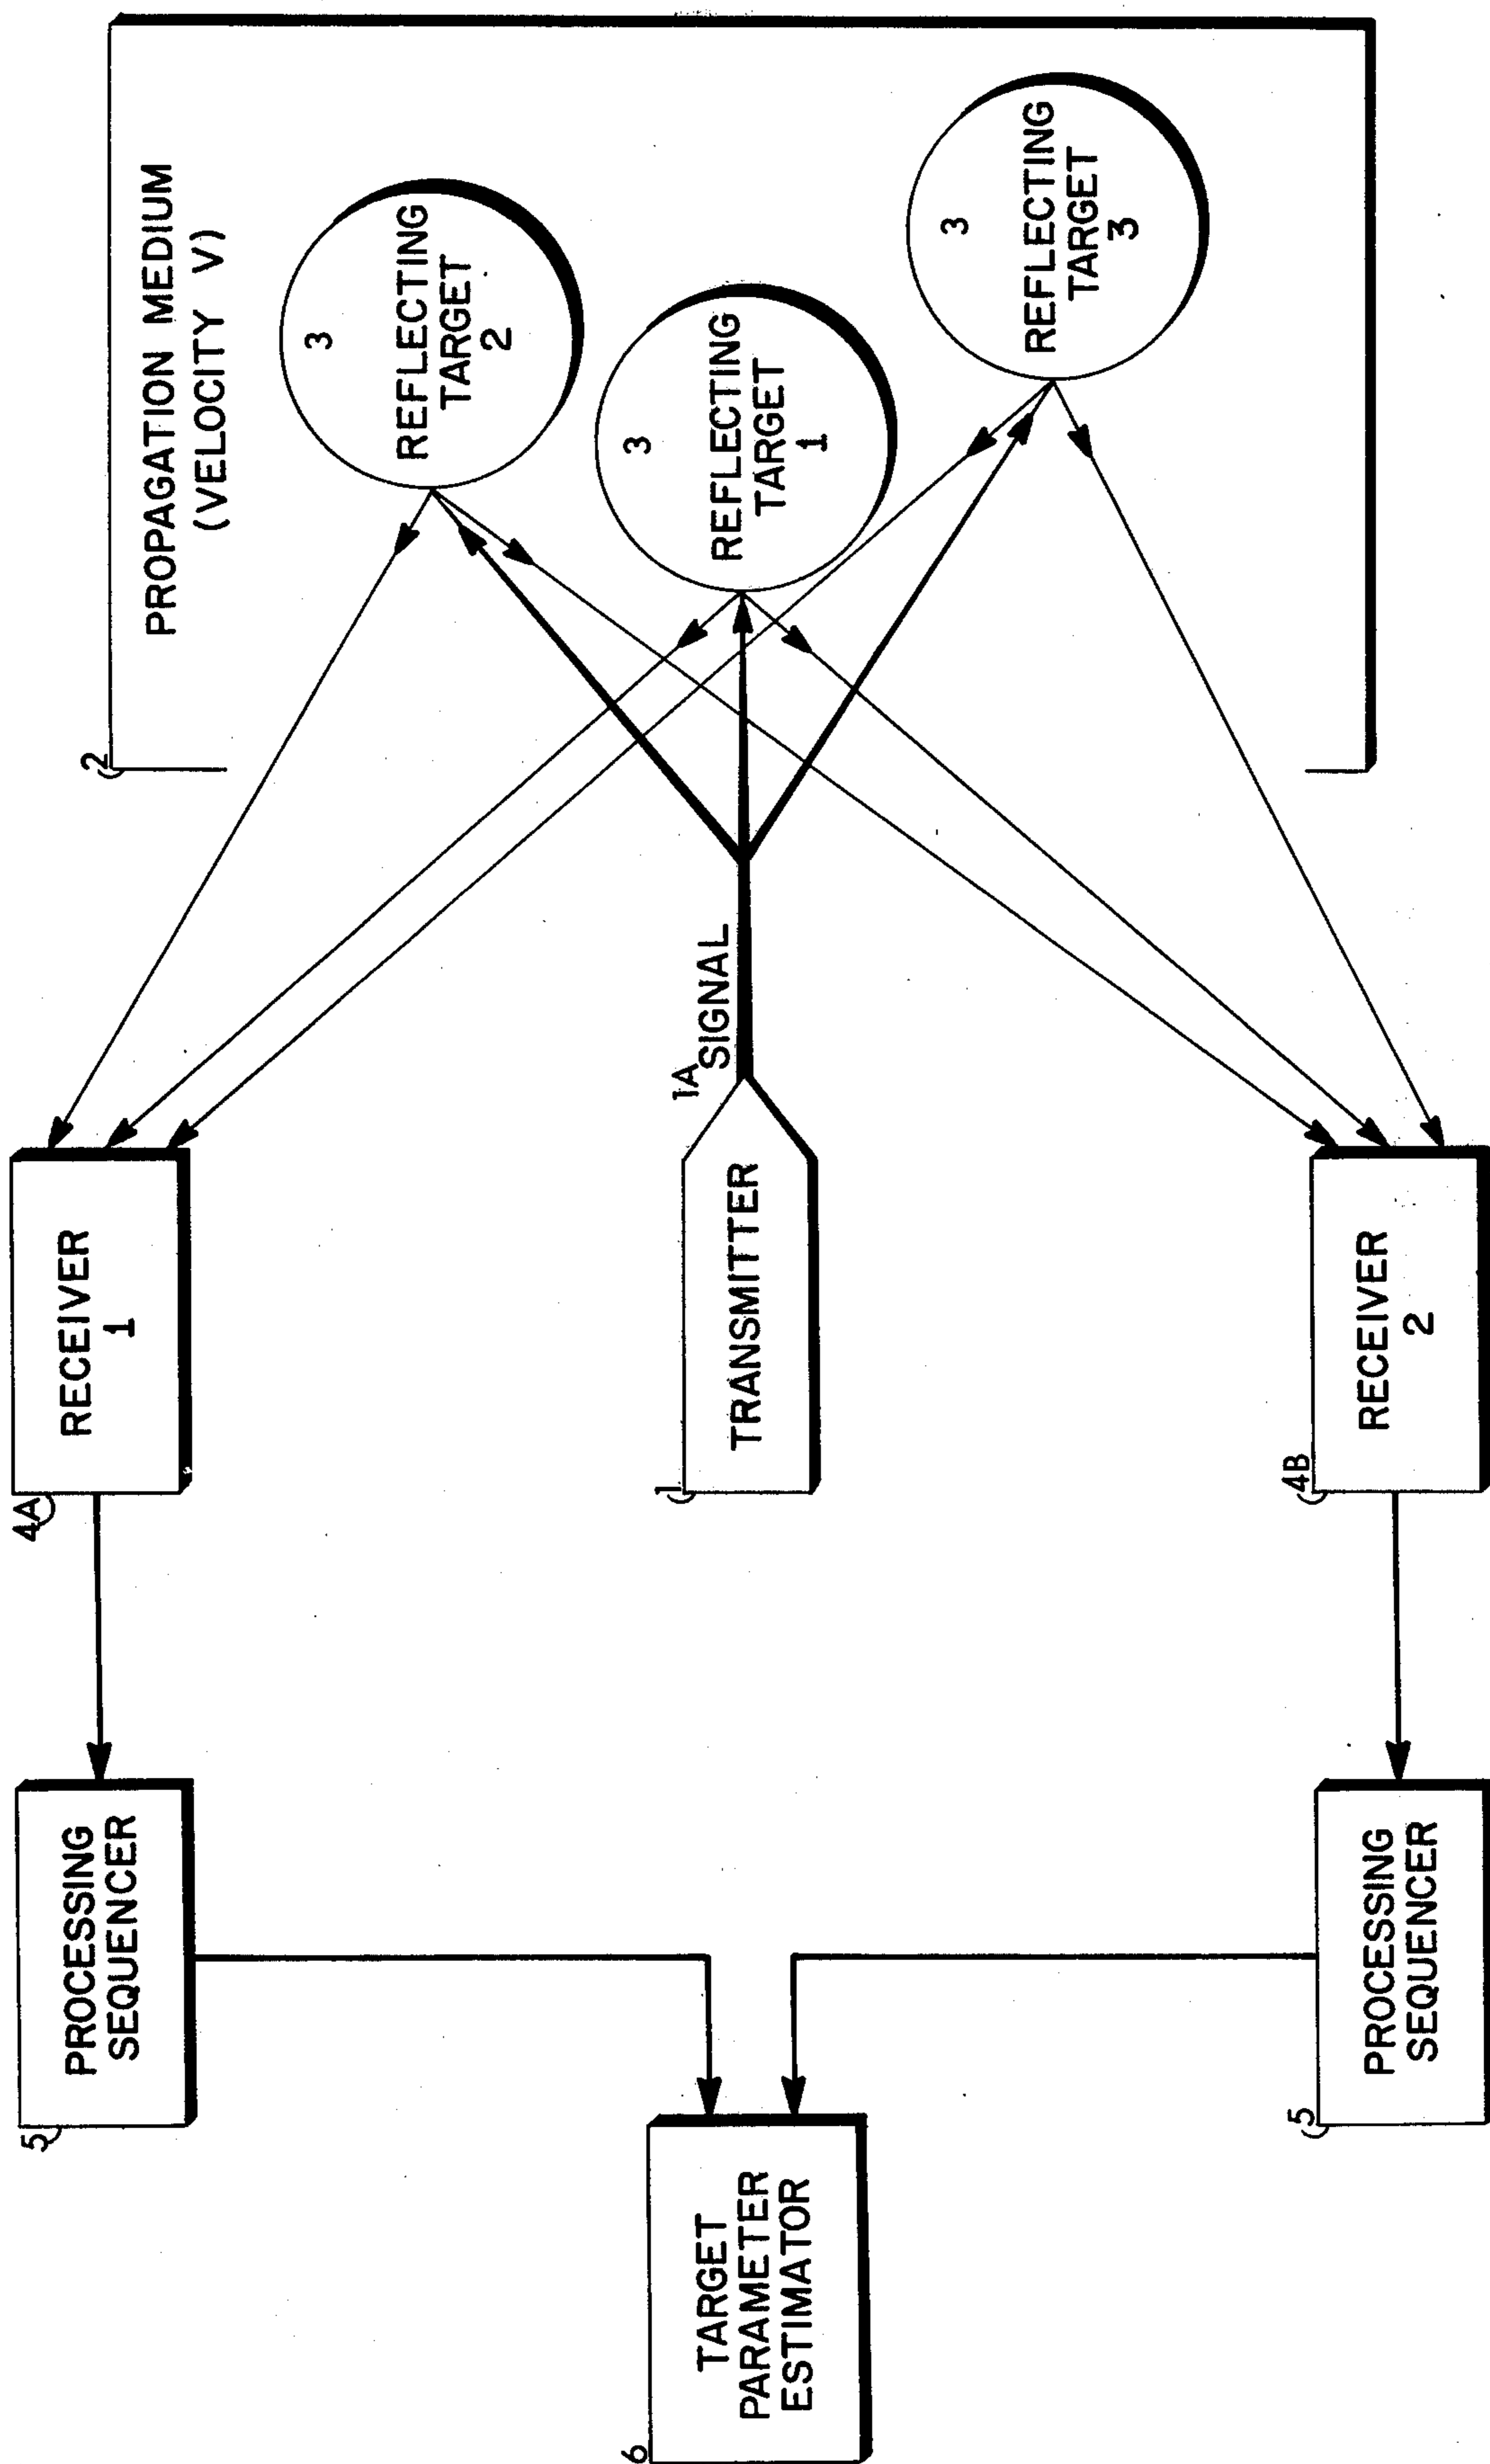 2
PROPAGATION MEDIUM
(VELOCITY V)
3
REFLECTING
TARGET
2
3
REFLECTING
TARGET
1
3
REFLECTING
TARGET
3
4A
RECEIVER
1
1
TRANSMITTER
1A
SIGNAL
4B
RECEIVER
2
5
PROCESSING
SEQUENCER
5
PROCESSING
SEQUENCER
6
TARGET
PARAMETER
ESTIMATOR